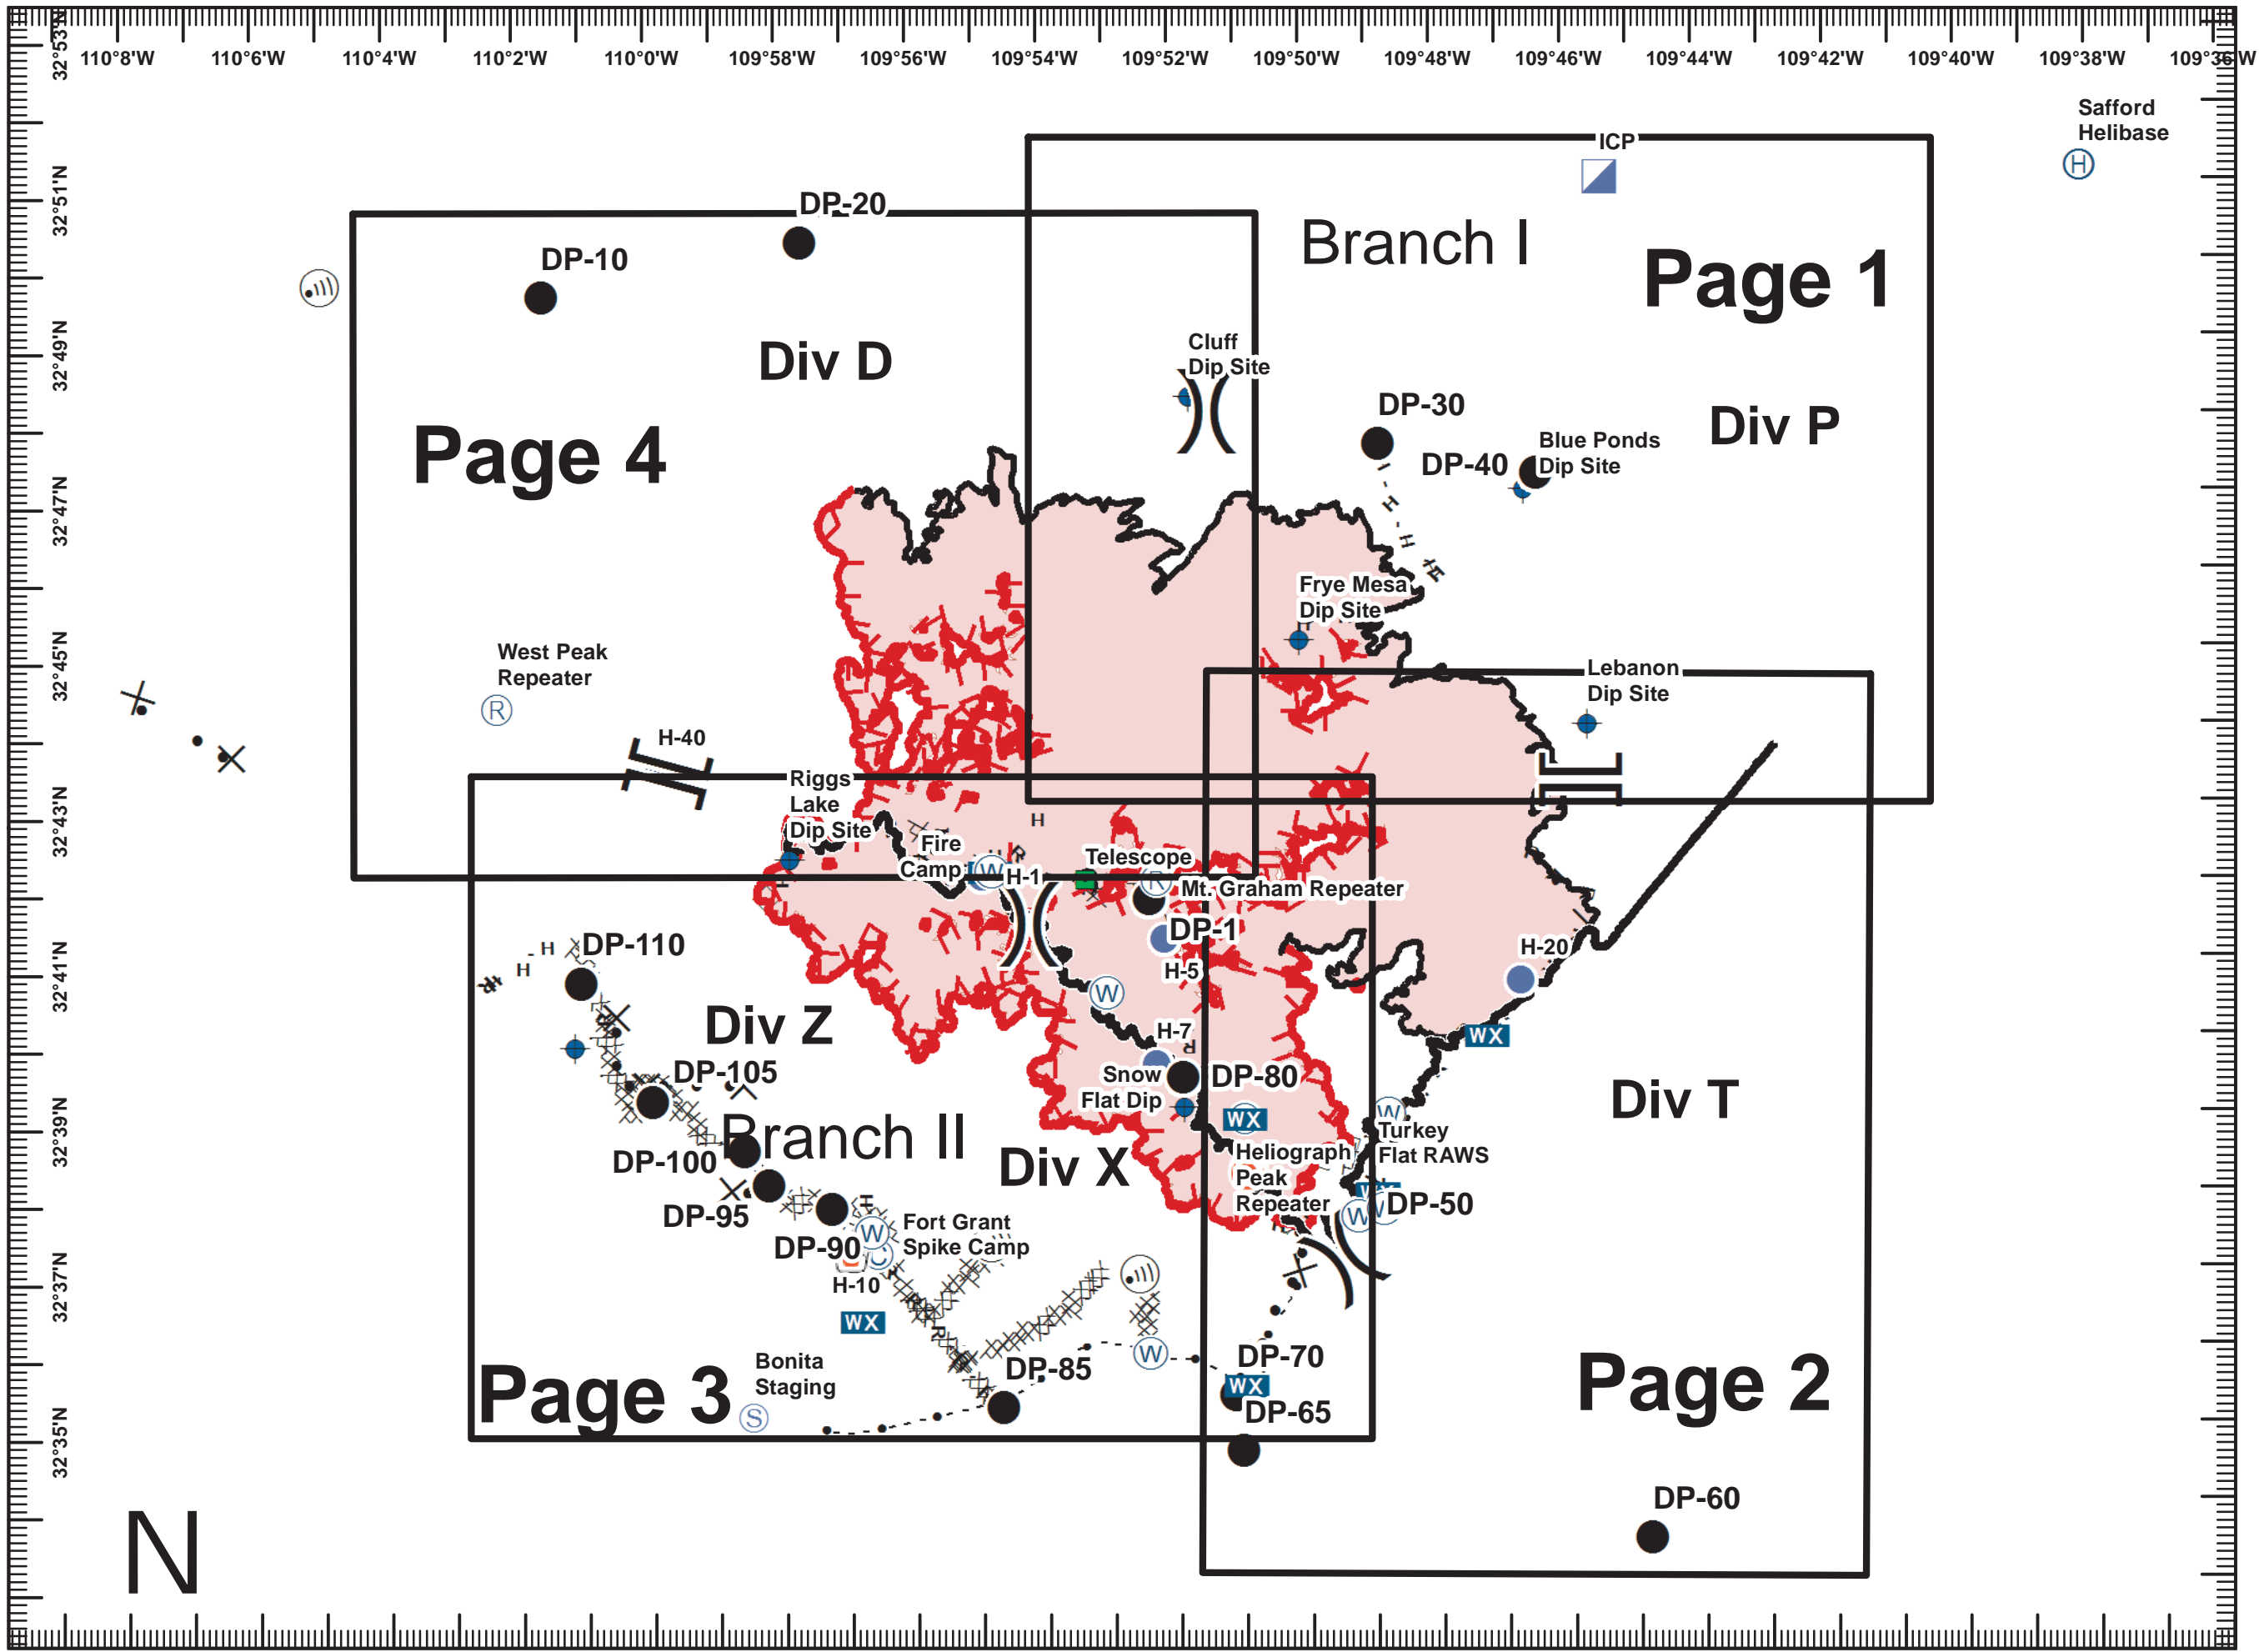 110°8'W 110°6'W 110°4'W 110°2'W 110°0'W 109°58'W 109°56'W 109°54'W 109°52'W 109°50'W 109°48'W 109°46'W 109°44'W 109°42'W 109°40'W 109°38'W 109°36'W
32°53'N
32°51'N
32°49'N
32°47'N
32°45'N
32°43'N
32°41'N
32°39'N
32°37'N
32°35'N
Safford
Helibase
H
ICP
DP-20
Branch I
DP-10
Page 1
Div D
Cluff
Dip Site
DP-30
Div P
Page 4
Blue Ponds
Dip Site
DP-40
H
H
Frye Mesa
Dip Site
West Peak
Repeater
R
Lebanon
Dip Site
H-40
Riggs
Lake
Dip Site
H
Fire
Camp
W
R
H-1
Telescope
R
Mt. Graham Repeater
DP-1
H-5
DP-110
H
H
H-20
W
Div Z
H-7
R
WX
DP-105
Snow
Flat Dip
DP-80
Div T
WX
W
Branch II
Turkey
Flat RAWS
DP-100
Div X
Heliograph
Peak
Repeater
WX
DP-50
W
W
DP-95
H
W
Fort Grant
Spike Camp
DP-90
H-10
WX
R
W
DP-70
WX
Bonita
Staging
DP-85
Page 2
Page 3
S
DP-65
DP-60
N